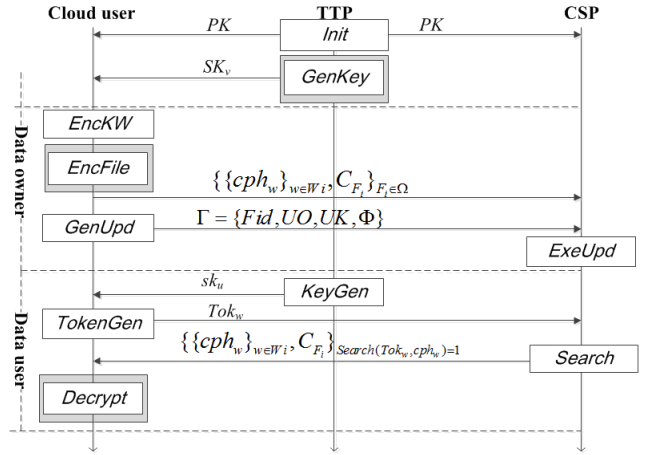 Cloud user TTP CSP
PK Init PK
SK_v GenKey
Data owner
EncKW
EncFile
{{cph_w}_{w∈Wi}, C_{F_i}}_{F_i∈Ω}
GenUpd Γ = {Fid, UO, UK, Φ}
ExeUpd
Data user
sk_u KeyGen
TokenGen Tok_w
{{cph_w}_{w∈Wi}, C_{F_i}}_{Search(Tok_w, cph_w)=1} Search
Decrypt